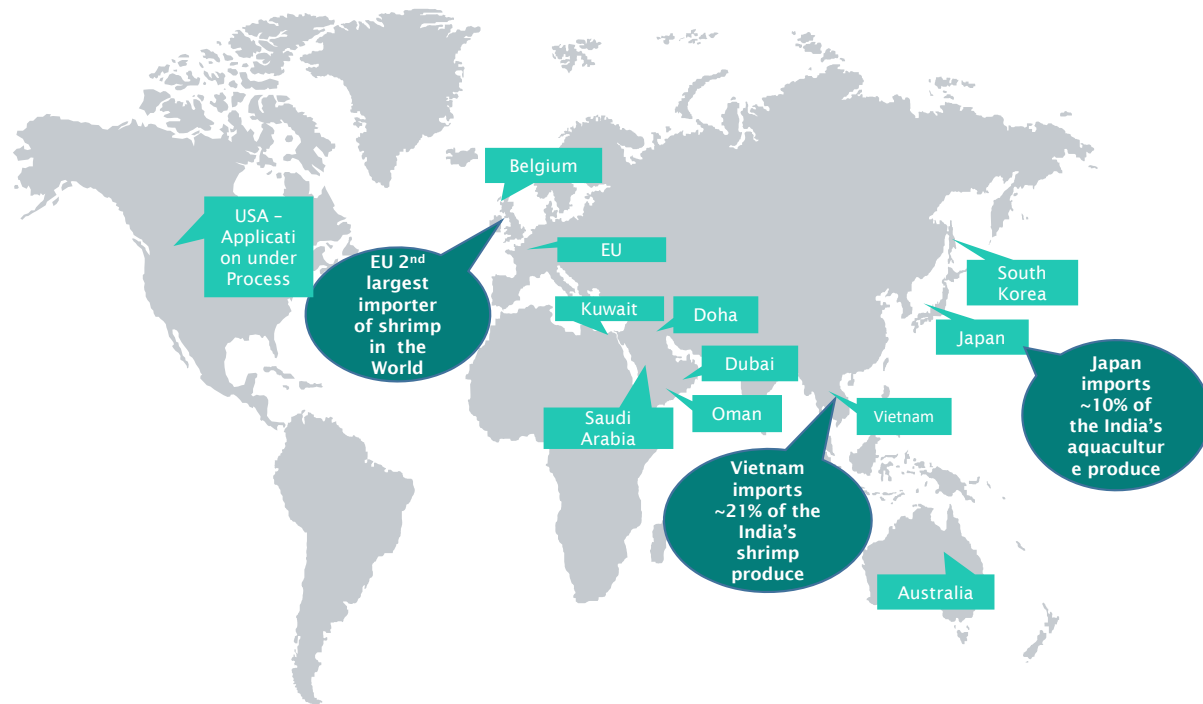 Belgium
USA –
Applicati
on under
Process
EU
EU 2nd
largest
importer
of shrimp
in the
World
South
Korea
Kuwait
Doha
Japan
Dubai
Japan
imports
~10% of
the India's
aquacultur
e produce
Saudi
Arabia
Oman
Vietnam
Vietnam
imports
~21% of the
India's
shrimp
produce
Australia